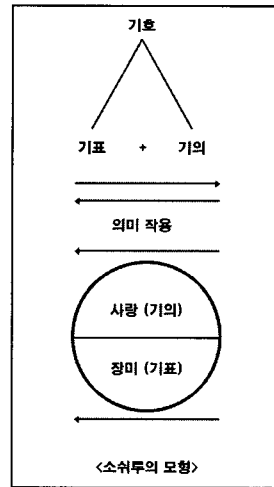 기호
기표 + 기의
의미 작용
사랑 (기의)
장미 (기표)
<소쉬투의 모형>